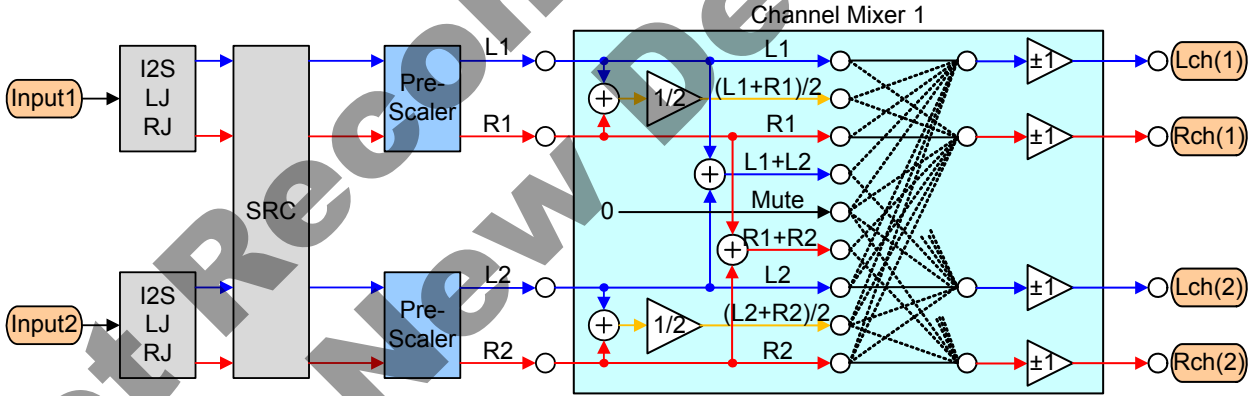 Channel Mixer 1
Input1
I2S
LJ
RJ
SRC
Pre-
Scaler
L1
R1
1/2
L1
(L1+R1)/2
R1
L1+L2
0
Mute
R1+R2
L2
(L2+R2)/2
R2
±1
Lch(1)
±1
Rch(1)
Input2
I2S
LJ
RJ
Pre-
Scaler
L2
R2
1/2
±1
Lch(2)
±1
Rch(2)
New De